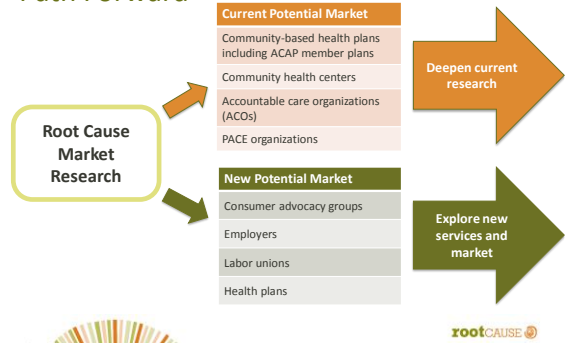 Path Forward
Current Potential Market
Community-based health plans
including ACAP member plans
Community health centers
Accountable care organizations
(ACOs)
PACE organizations
Deepen current
research
Root Cause
Market
Research
New Potential Market
Consumer advocacy groups
Employers
Labor unions
Health plans
Explore new
services and
market
rootCAUSE